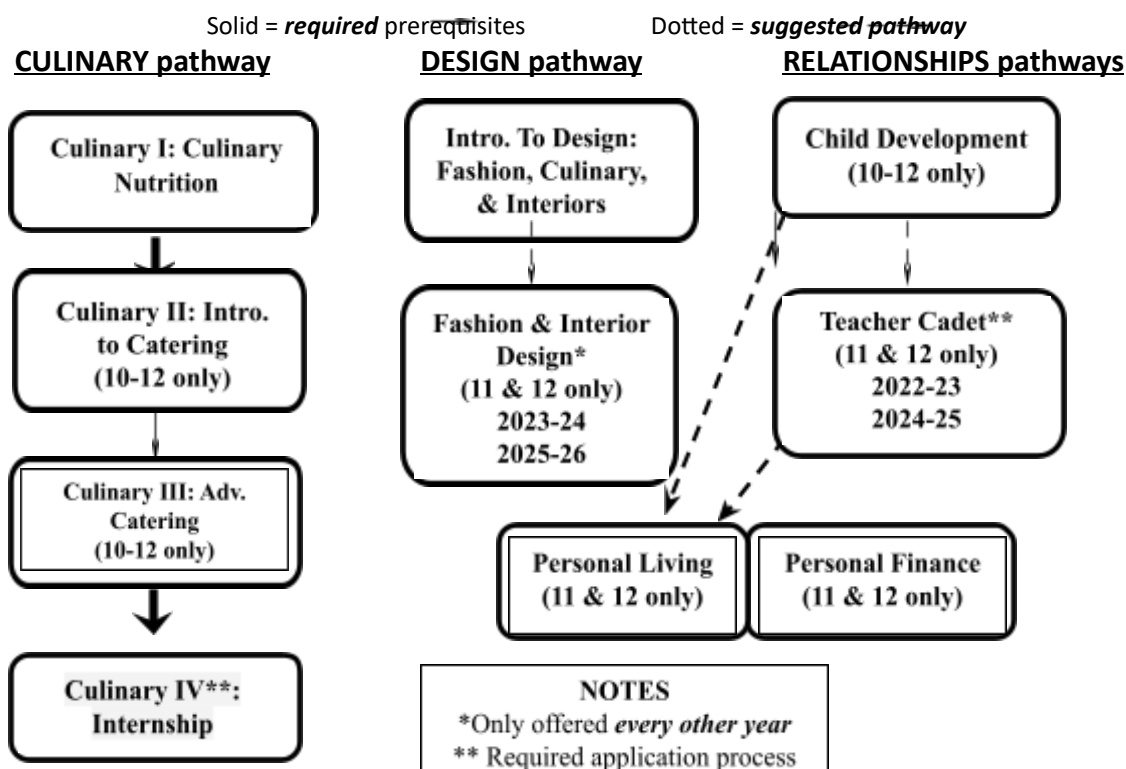 Solid = required prerequisites
Dotted = suggested pathway
CULINARY pathway
DESIGN pathway
RELATIONSHIPS pathways
Culinary I: Culinary
Nutrition
Culinary II: Intro.
to Catering
(10-12 only)
Culinary III: Adv.
Catering
(10-12 only)
Culinary IV**:
Internship
Intro. To Design:
Fashion, Culinary,
& Interiors
Fashion & Interior
Design*
(11 & 12 only)
2023-24
2025-26
Child Development
(10-12 only)
Teacher Cadet**
(11 & 12 only)
2022-23
2024-25
Personal Living
(11 & 12 only)
Personal Finance
(11 & 12 only)
NOTES
*Only offered every other year
** Required application process